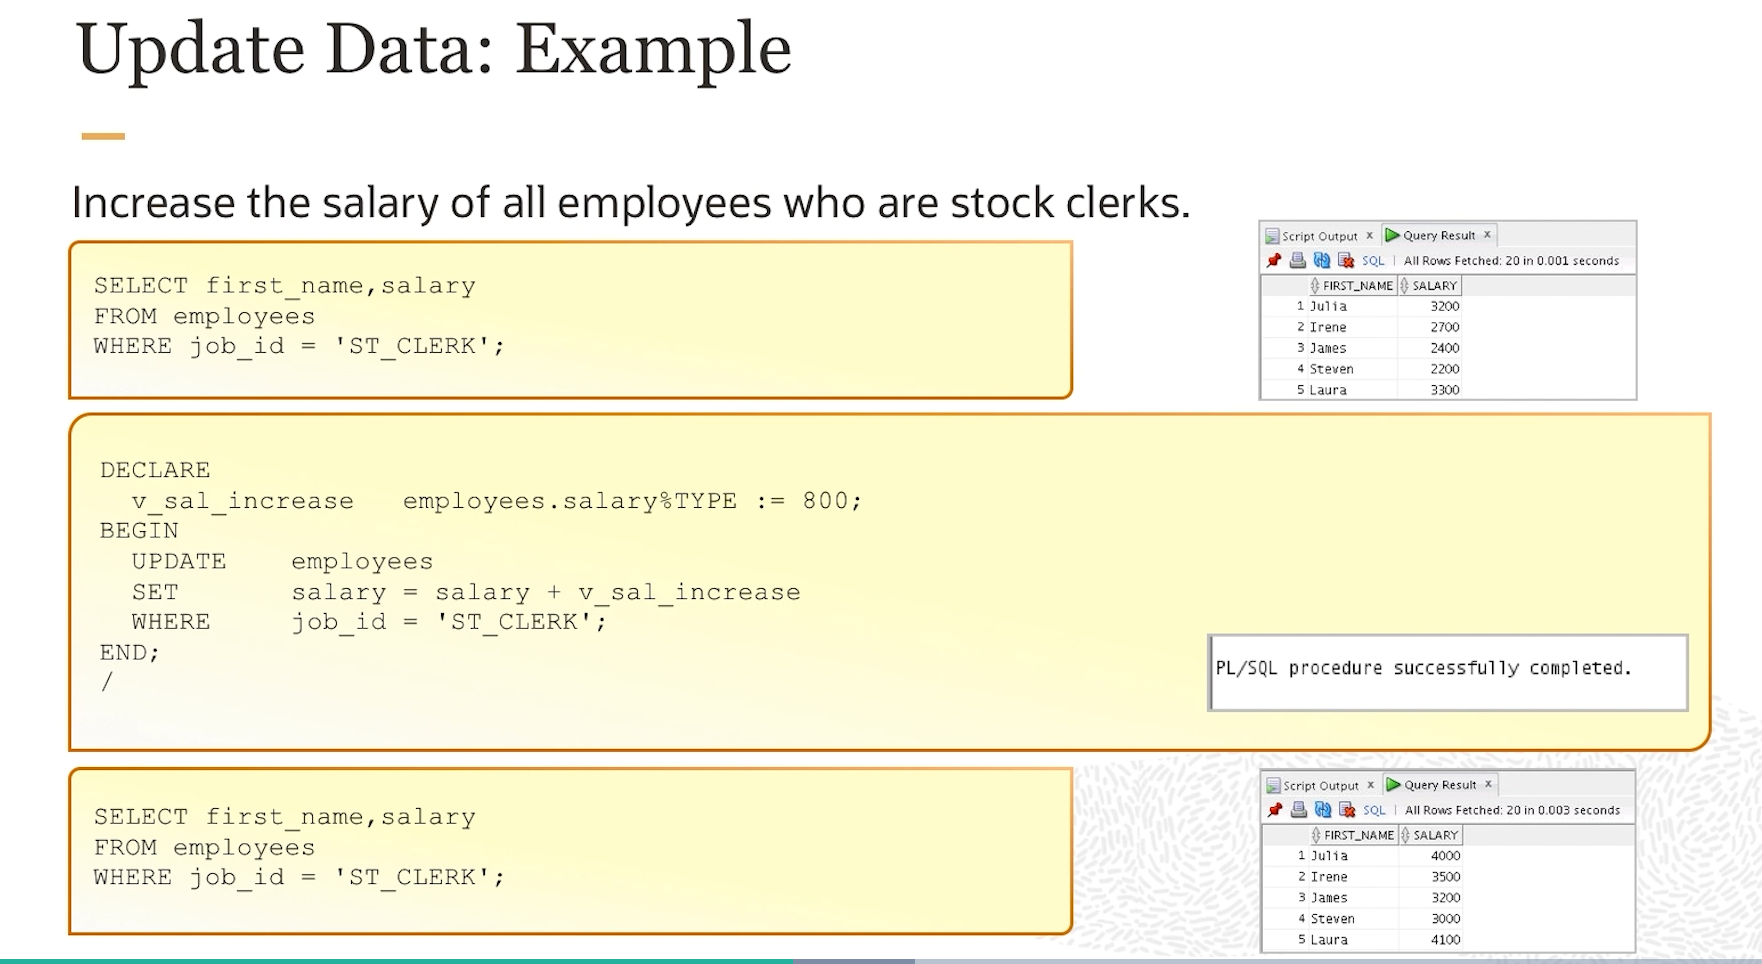 Update Data: Example
Increase the salary of all employees who are stock clerks.
SELECT first_name,salary
FROM employees
WHERE job_id = 'ST_CLERK';
Script Output x Query Result x
SQL | All Rows Fetched: 20 in 0.001 seconds
FIRST_NAME SALARY
1 Julia 3200
2 Irene 2700
3 James 2400
4 Steven 2200
5 Laura 3300
DECLARE
v_sal_increase employees.salary%TYPE := 800;
BEGIN
UPDATE employees
SET salary = salary + v_sal_increase
WHERE job_id = 'ST_CLERK';
END;
/
PL/SQL procedure successfully completed.
SELECT first_name,salary
FROM employees
WHERE job_id = 'ST_CLERK';
Script Output x Query Result x
SQL | All Rows Fetched: 20 in 0.003 seconds
FIRST_NAME SALARY
1 Julia 4000
2 Irene 3500
3 James 3200
4 Steven 3000
5 Laura 4100